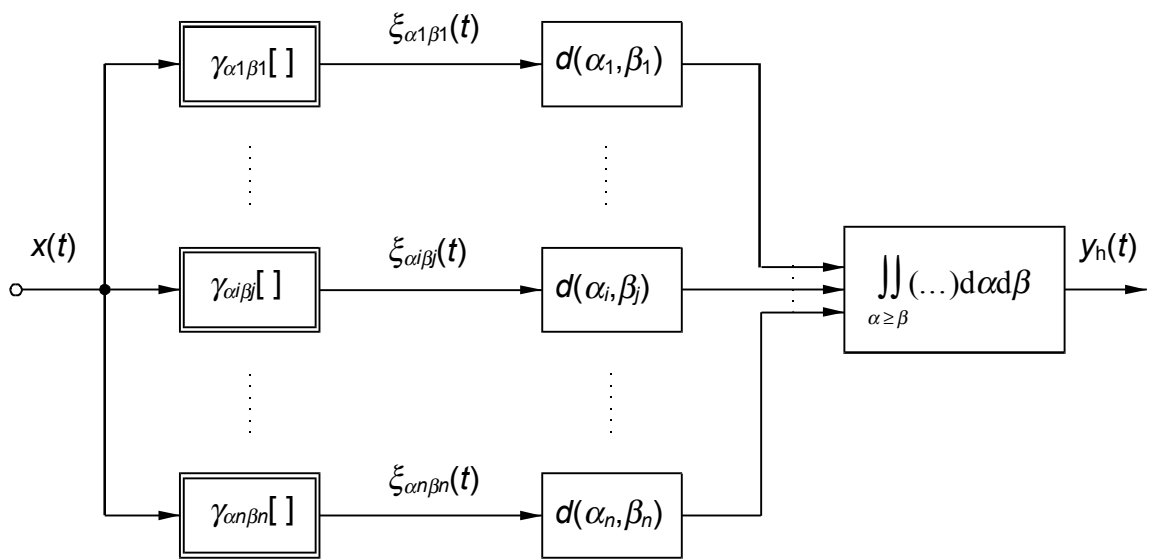 ξα1β1(t)
γα1β1[ ]
d(α1,β1)
x(t)
ξαiβj(t)
yh(t)
γαiβj[ ]
d(αi,βj)
∬(...)dαdβ
α ≥ β
ξαnβn(t)
γαnβn[ ]
d(αn,βn)